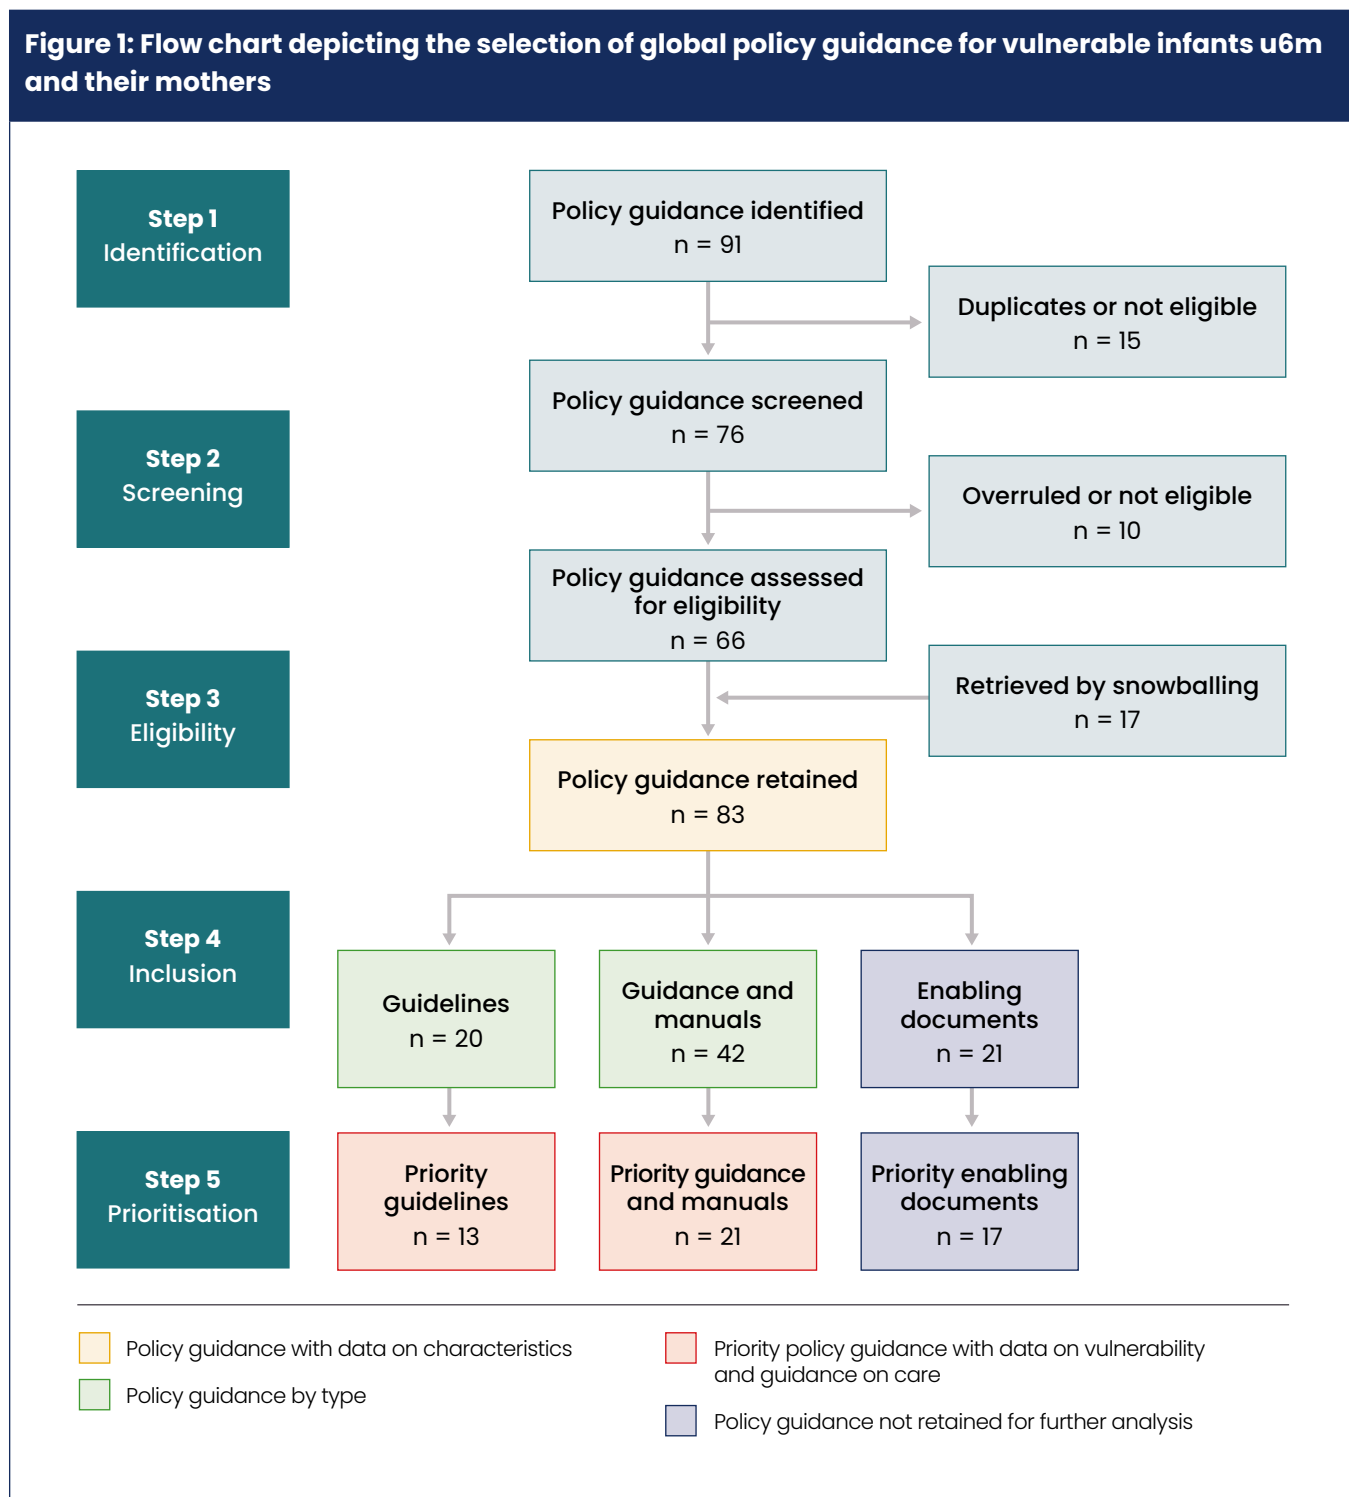 Figure 1: Flow chart depicting the selection of global policy guidance for vulnerable infants u6m
and their mothers
Step 1
Identification
Policy guidance identified
n = 91
Duplicates or not eligible
n = 15
Policy guidance screened
n = 76
Step 2
Screening
Overruled or not eligible
n = 10
Policy guidance assessed
for eligibility
n = 66
Step 3
Eligibility
Retrieved by snowballing
n = 17
Policy guidance retained
n = 83
Step 4
Inclusion
Guidelines
n = 20
Guidance and
manuals
n = 42
Enabling
documents
n = 21
Step 5
Prioritisation
Priority
guidelines
n = 13
Priority guidance
and manuals
n = 21
Priority enabling
documents
n = 17
Policy guidance with data on characteristics
Policy guidance by type
Priority policy guidance with data on vulnerability
and guidance on care
Policy guidance not retained for further analysis